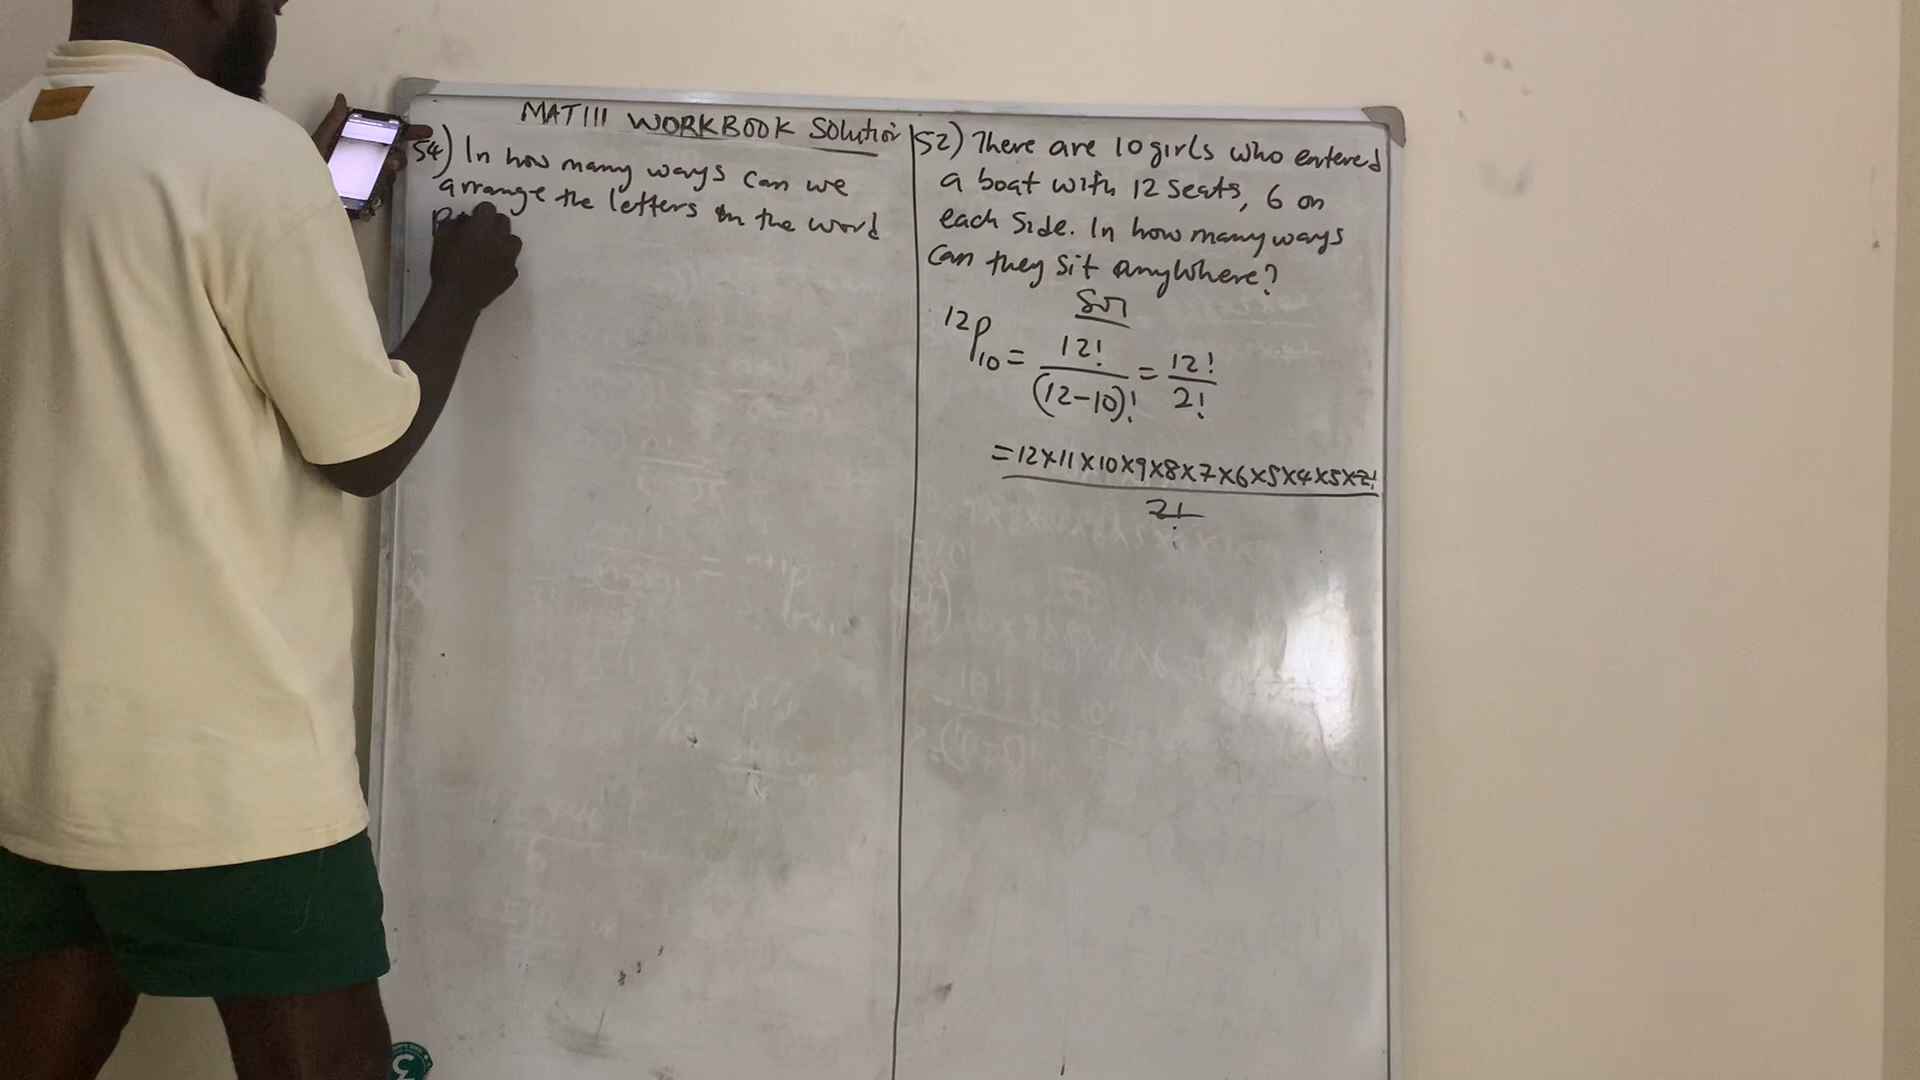 MAT111 WORKBOOK Solution
54) In how many ways can we
arrange the letters in the word
52) There are 10 girls who entered
a boat with 12 seats, 6 on
each side. In how many ways
can they sit anywhere?
Sol
12P10 = 12!/(12-10)! = 12!/2!
= 12×11×10×9×8×7×6×5×4×3×2!
2!